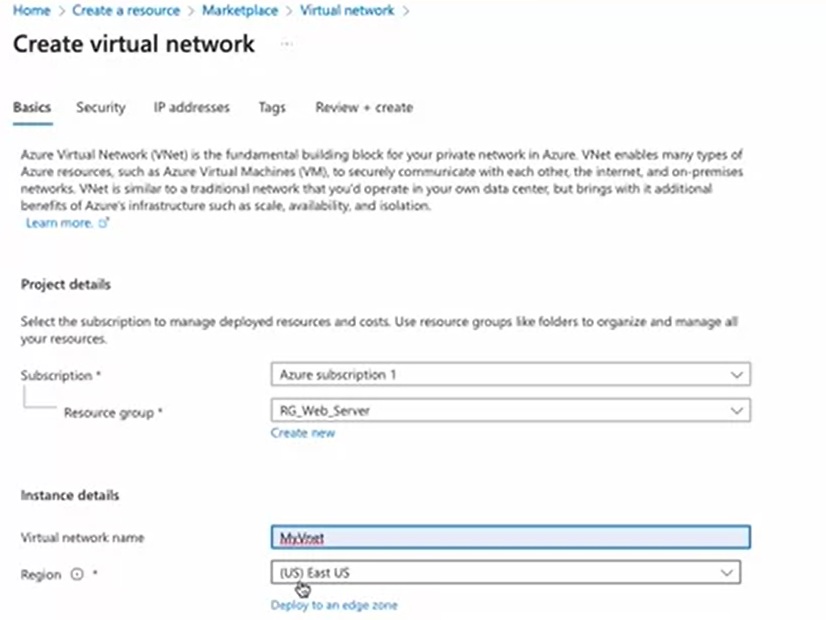 Home > Create a resource > Marketplace > Virtual network >
Create virtual network ...
Basics Security IP addresses Tags Review + create
Azure Virtual Network (VNet) is the fundamental building block for your private network in Azure. VNet enables many types of
Azure resources, such as Azure Virtual Machines (VM), to securely communicate with each other, the internet, and on-premises
networks. VNet is similar to a traditional network that you'd operate in your own data center, but brings with it additional
benefits of Azure's infrastructure such as scale, availability, and isolation.
Learn more.
Project details
Select the subscription to manage deployed resources and costs. Use resource groups like folders to organize and manage all
your resources.
Subscription * Azure subscription 1
Resource group * RG_Web_Server
Create new
Instance details
Virtual network name MyVnet
Region * (US) East US
Deploy to an edge zone